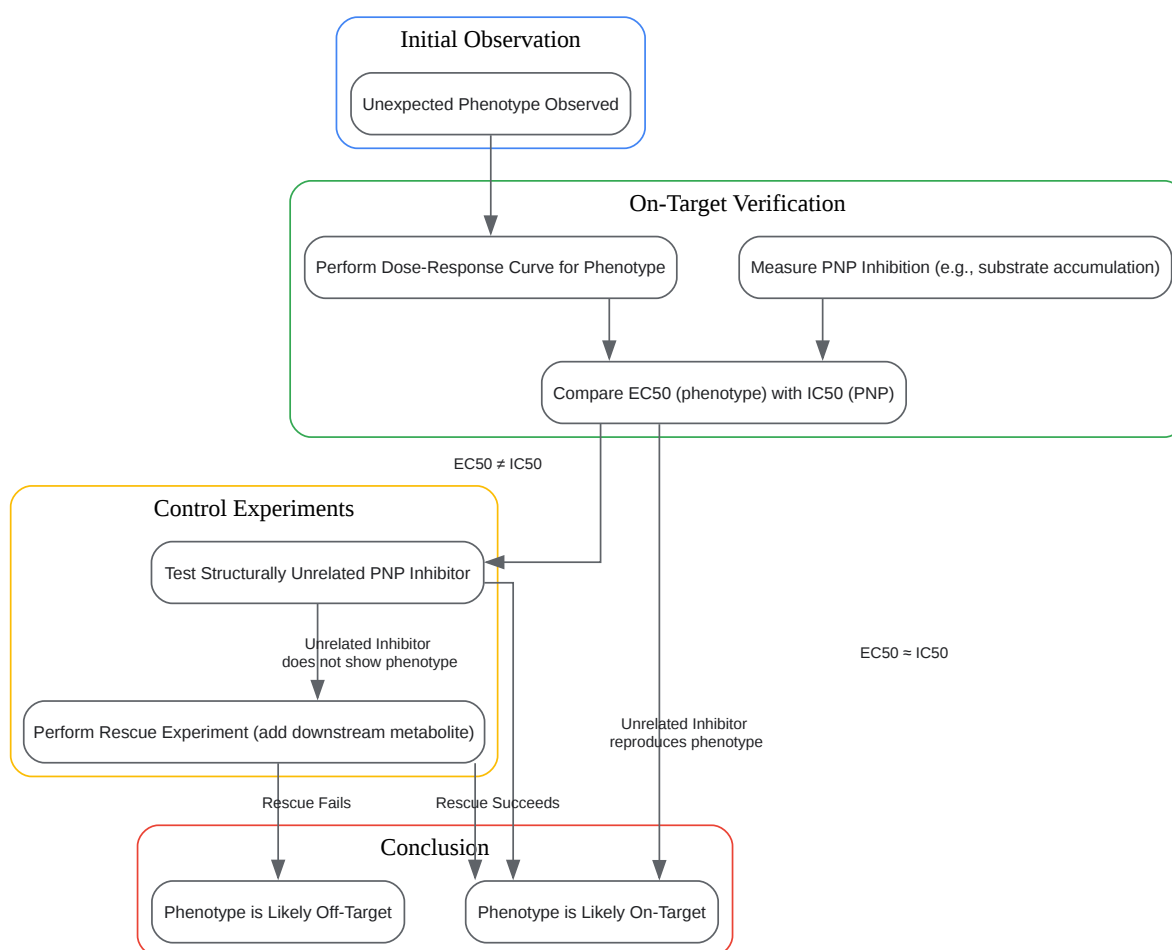 Initial Observation
Unexpected Phenotype Observed
On-Target Verification
Perform Dose-Response Curve for Phenotype
Measure PNP Inhibition (e.g., substrate accumulation)
Compare EC50 (phenotype) with IC50 (PNP)
EC50 ≠ IC50
Control Experiments
Test Structurally Unrelated PNP Inhibitor
Unrelated Inhibitor
does not show phenotype
EC50 ≈ IC50
Perform Rescue Experiment (add downstream metabolite)
Unrelated Inhibitor
reproduces phenotype
Rescue Fails
Rescue Succeeds
Conclusion
Phenotype is Likely Off-Target
Phenotype is Likely On-Target